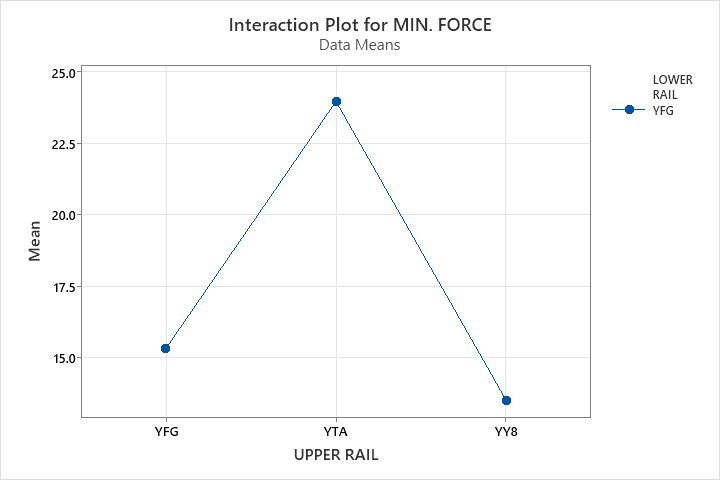 Interaction Plot for MIN. FORCE
Data Means
25.0
22.5
20.0
17.5
15.0
Mean
YFG
YTA
YY8
UPPER RAIL
LOWER
RAIL
YFG